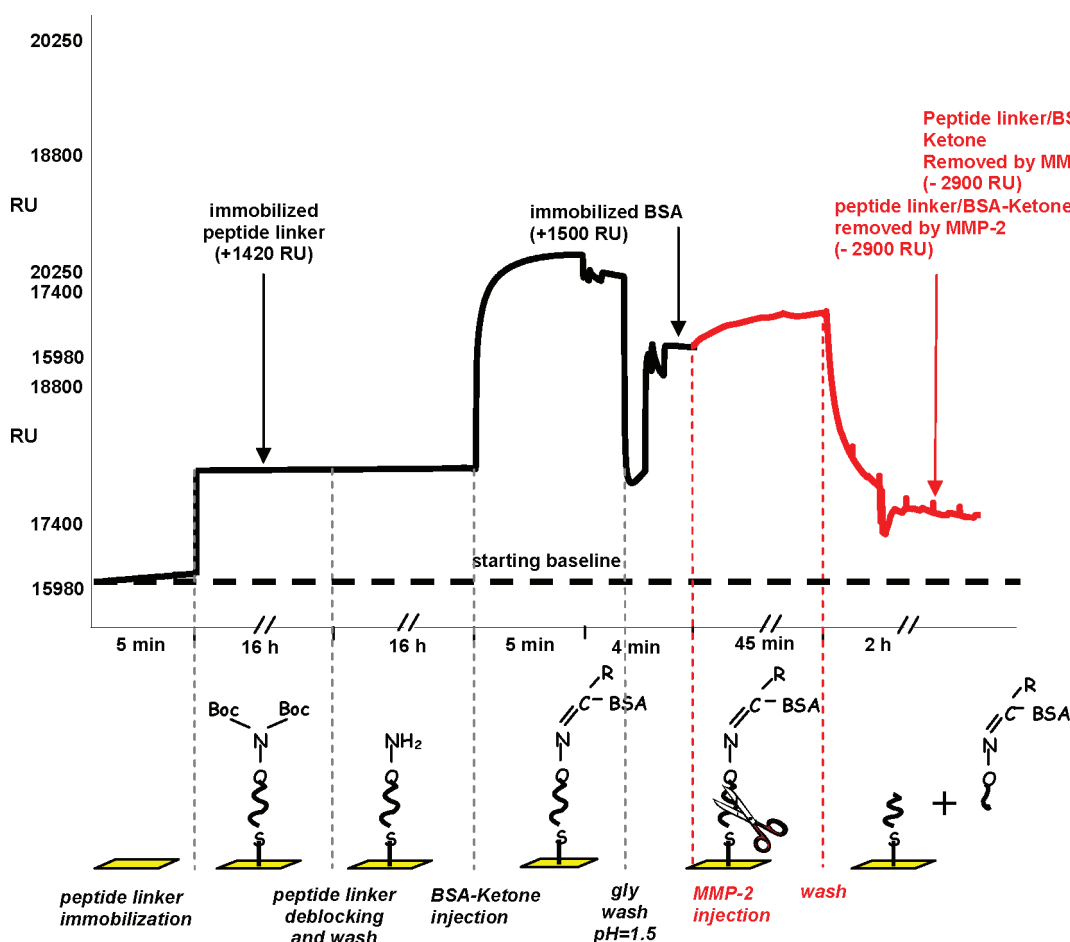 20250
18800
RU
20250
17400
15980
18800
RU
17400
15980
immobilized
peptide linker
(+1420 RU)
immobilized BSA
(+1500 RU)
Peptide linker/BS
Ketone
Removed by MM
(- 2900 RU)
peptide linker/BSA-Ketone
removed by MMP-2
(- 2900 RU)
starting baseline
5 min
16 h
16 h
5 min
4 min
45 min
2 h
Boc Boc
N
O
S
NH2
O
S
R
C
BSA
N
O
S
R
C
BSA
N
O
S
S
+
R
C
BSA
N
O
peptide linker
immobilization
peptide linker
deblocking
and wash
BSA-Ketone
injection
gly
wash
pH=1.5
MMP-2
injection
wash